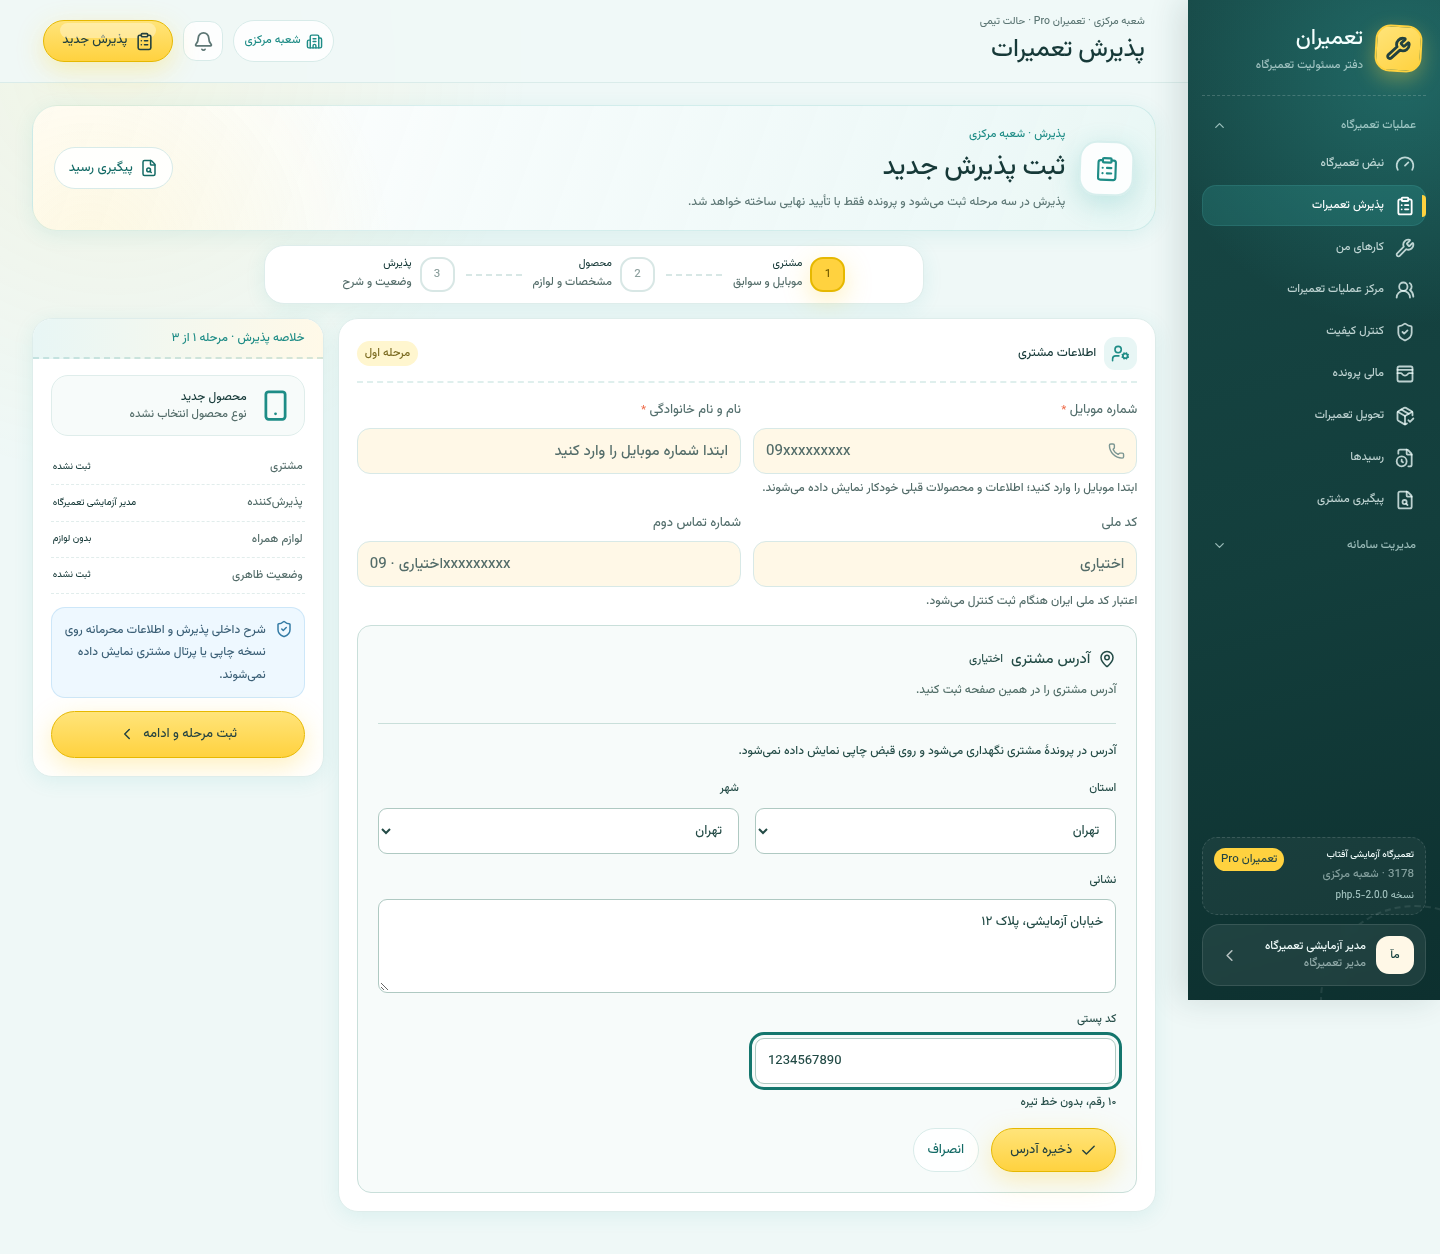 تعمیران
دفتر مسئولیت تعمیرگاه
عملیات تعمیرگاه
نبض تعمیرگاه
پذیرش تعمیرات
کارهای من
مرکز عملیات تعمیرات
کنترل کیفیت
مالی پرونده
تحویل تعمیرات
رسیدها
پیگیری مشتری
مدیریت سامانه
تعمیرگاه آزمایشی آفتاب
تعمیران Pro
3178 · شعبه مرکزی
نسخه 2.0.0-php.5
مآ
مدیر آزمایشی تعمیرگاه
مدیر تعمیرگاه
شعبه مرکزی · تعمیران Pro · حالت تیمی
پذیرش تعمیرات
شعبه مرکزی
پذیرش جدید
پذیرش · شعبه مرکزی
ثبت پذیرش جدید
پذیرش در سه مرحله ثبت می‌شود و پرونده فقط با تأیید نهایی ساخته خواهد شد.
پیگیری رسید
1
مشتری
موبایل و سوابق
2
محصول
مشخصات و لوازم
3
پذیرش
وضعیت و شرح
اطلاعات مشتری
مرحله اول
شماره موبایل *
09xxxxxxxxx
نام و نام خانوادگی *
ابتدا شماره موبایل را وارد کنید
ابتدا موبایل را وارد کنید؛ اطلاعات و محصولات قبلی خودکار نمایش داده می‌شوند.
کد ملی
اختیاری
شماره تماس دوم
اختیاری · 09xxxxxxxxx
اعتبار کد ملی ایران هنگام ثبت کنترل می‌شود.
آدرس مشتری اختیاری
آدرس مشتری را در همین صفحه ثبت کنید.
آدرس در پروندهٔ مشتری نگهداری می‌شود و روی قبض چاپی نمایش داده نمی‌شود.
استان
تهران
شهر
تهران
نشانی
خیابان آزمایشی، پلاک ۱۲
کد پستی
1234567890
۱۰ رقم، بدون خط تیره
ذخیره آدرس
انصراف
خلاصه پذیرش · مرحله ۱ از ۳
محصول جدید
نوع محصول انتخاب نشده
مشتری
ثبت نشده
پذیرش‌کننده
مدیر آزمایشی تعمیرگاه
لوازم همراه
بدون لوازم
وضعیت ظاهری
ثبت نشده
شرح داخلی پذیرش و اطلاعات محرمانه روی
نسخه چاپی یا پرتال مشتری نمایش داده
نمی‌شوند.
ثبت مرحله و ادامه